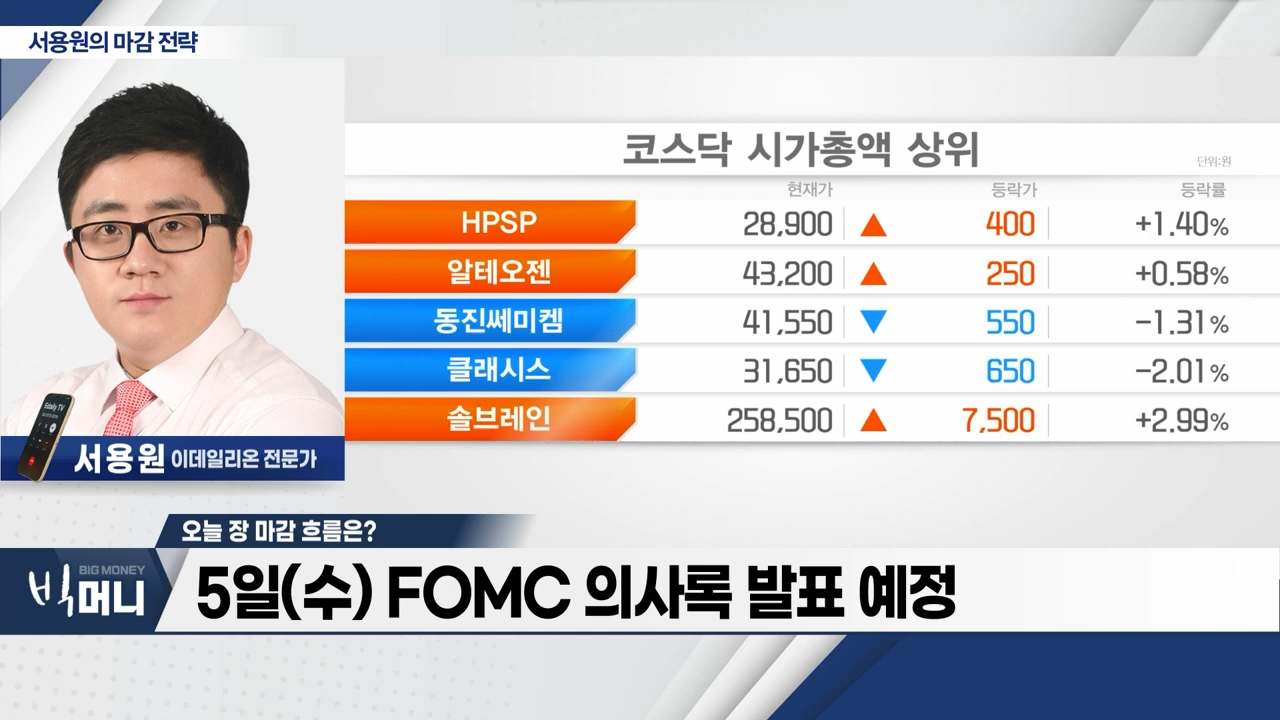 서용원의 마감 전략
코스닥 시가총액 상위
단위:원
현재가 등락가 등락률
HPSP 28,900 ▲ 400 +1.40%
알테오젠 43,200 ▲ 250 +0.58%
동진쎄미켐 41,550 ▼ 550 -1.31%
클래시스 31,650 ▼ 650 -2.01%
솔브레인 258,500 ▲ 7,500 +2.99%
Edaily TV
서용원 이데일리온 전문가
오늘 장 마감 흐름은?
BIG MONEY
빅머니
5일(수) FOMC 의사록 발표 예정